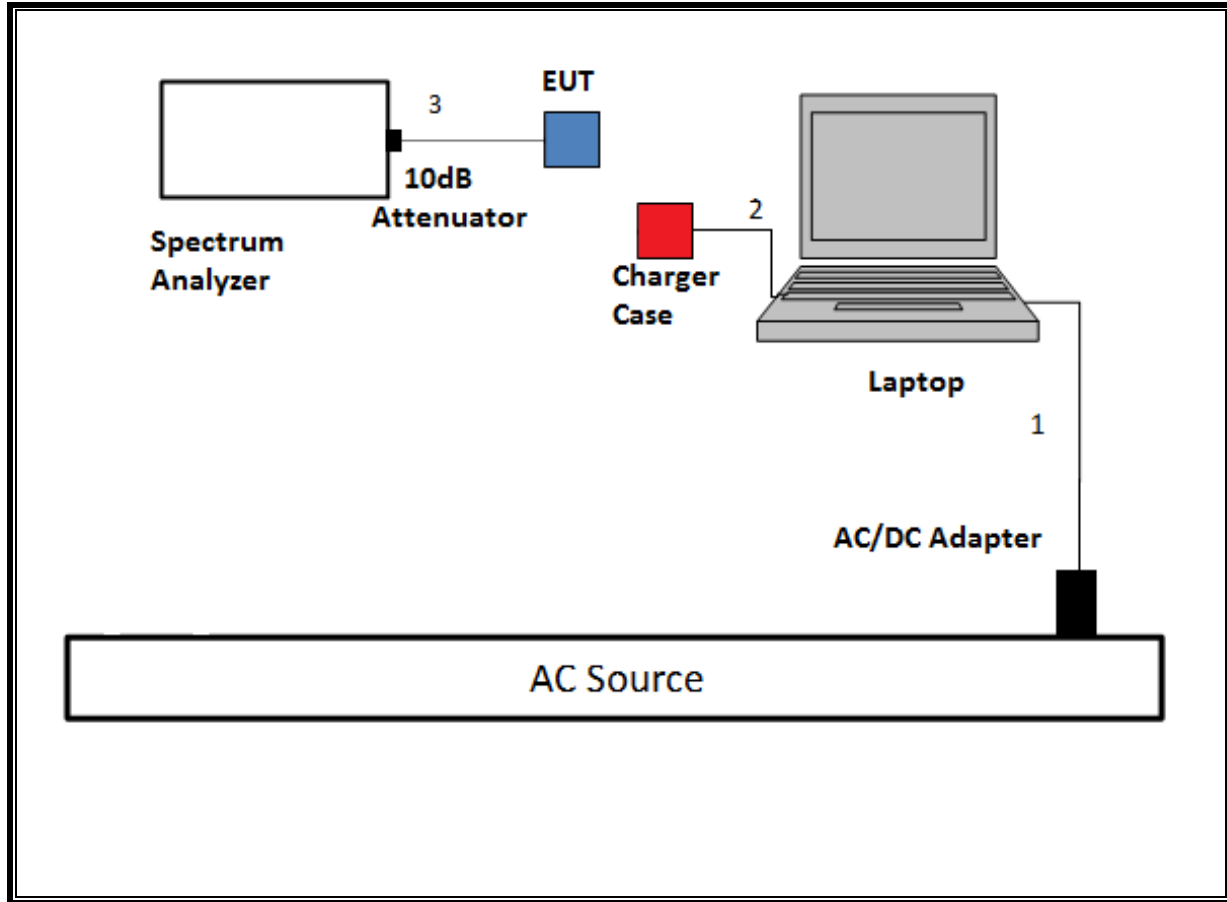 EUT
3
10dB
Attenuator
Spectrum
Analyzer
2
Charger
Case
Laptop
1
AC/DC Adapter
AC Source